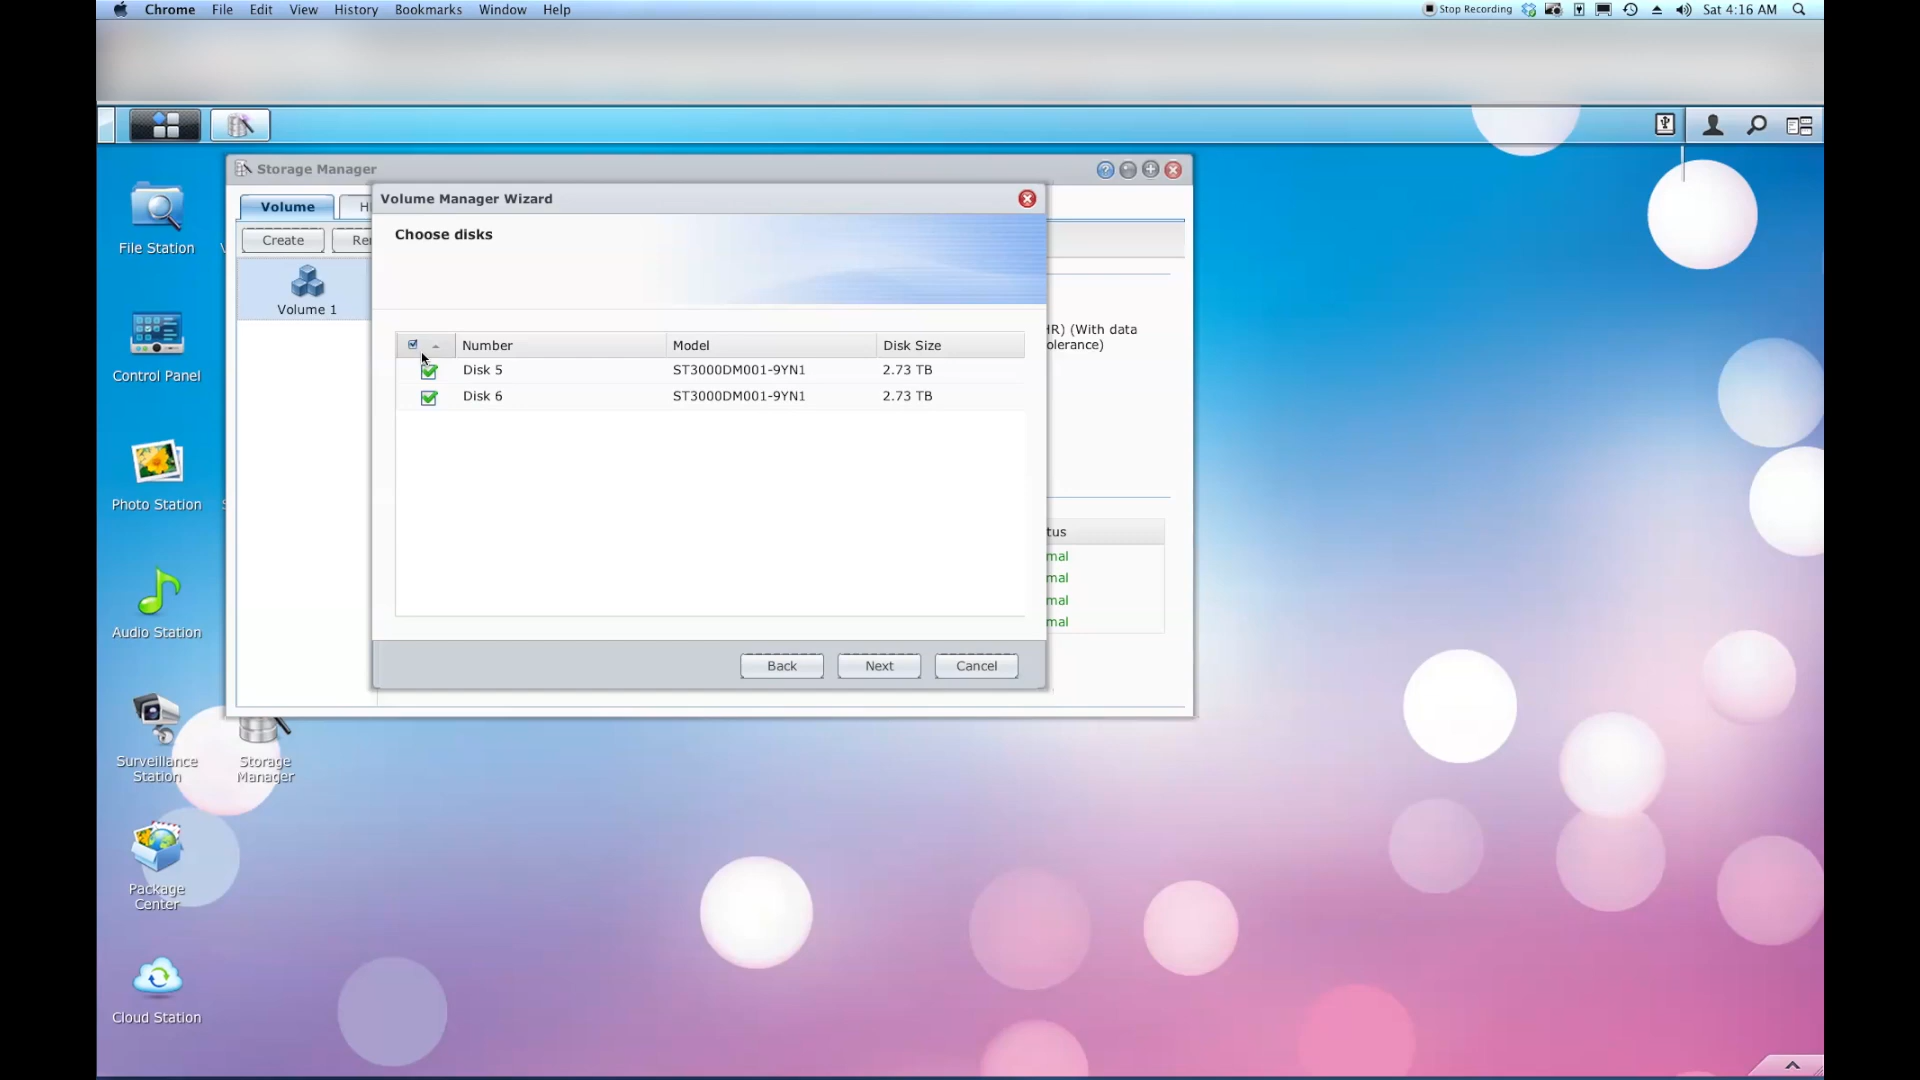 Chrome File Edit View History Bookmarks Window Help
Stop Recording
Sat 4:16 AM
File Station
Control Panel
Photo Station
Audio Station
Surveillance
Station
Storage
Manager
Package
Center
Cloud Station
Storage Manager
Volume
Create
Volume 1
Volume Manager Wizard
Choose disks
Number Model Disk Size
Disk 5 ST3000DM001-9YN1 2.73 TB
Disk 6 ST3000DM001-9YN1 2.73 TB
Back Next Cancel
HR) (With data
olerance)
tus
mal
mal
mal
mal